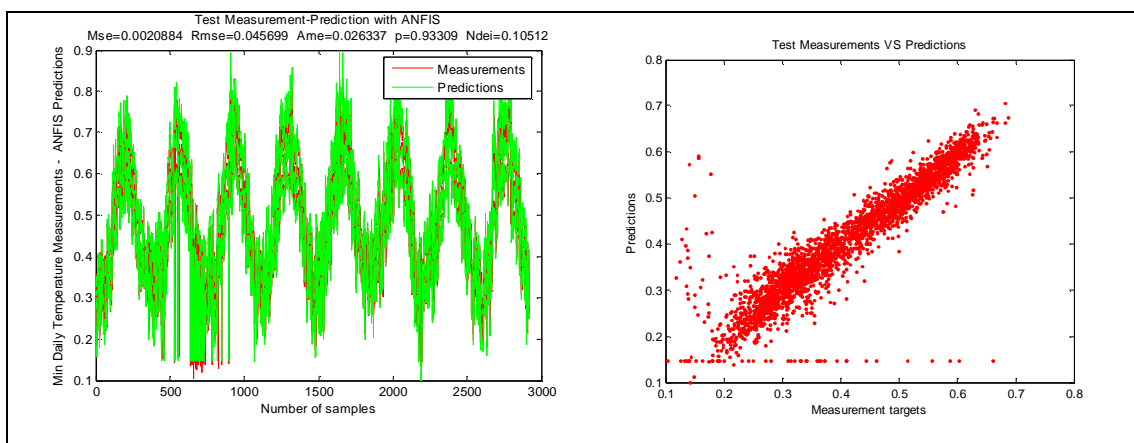 Test Measurement-Prediction with ANFIS
Mse=0.0020884 Rmse=0.045699 Ame=0.026337 p=0.93309 Ndei=0.10512
Min Daily Temperature Measurements - ANFIS Predictions
0.9
0.8
0.7
0.6
0.5
0.4
0.3
0.2
0.1
Measurements
Predictions
0 500 1000 1500 2000 2500 3000
Number of samples
Test Measurements VS Predictions
Predictions
0.8
0.7
0.6
0.5
0.4
0.3
0.2
0.1
0.1 0.2 0.3 0.4 0.5 0.6 0.7 0.8
Measurement targets